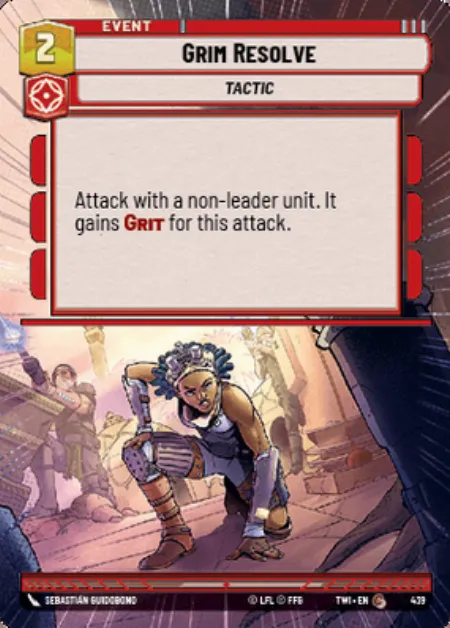 EVENT
2
GRIM RESOLVE
TACTIC
Attack with a non-leader unit. It
gains GRIT for this attack.
SEBASTIÁN GUIDOBONO © LFL © FFG TWI • EN 439